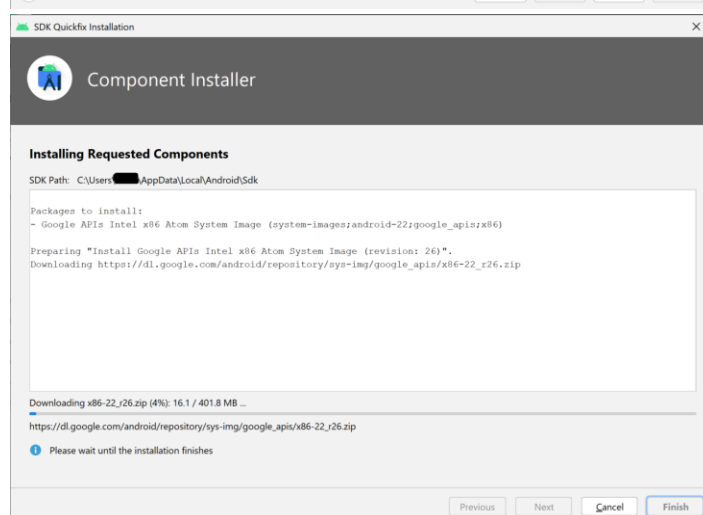 SDK Quickfix Installation
Component Installer
Installing Requested Components
SDK Path: C:\Users\ \AppData\Local\Android\Sdk
Packages to install:
- Google APIs Intel x86 Atom System Image (system-images;android-22;google_apis;x86)
Preparing "Install Google APIs Intel x86 Atom System Image (revision: 26)".
Downloading https://dl.google.com/android/repository/sys-img/google_apis/x86-22_r26.zip
Downloading x86-22_r26.zip (4%): 16.1 / 401.8 MB ...
https://dl.google.com/android/repository/sys-img/google_apis/x86-22_r26.zip
Please wait until the installation finishes
Previous Next Cancel Finish